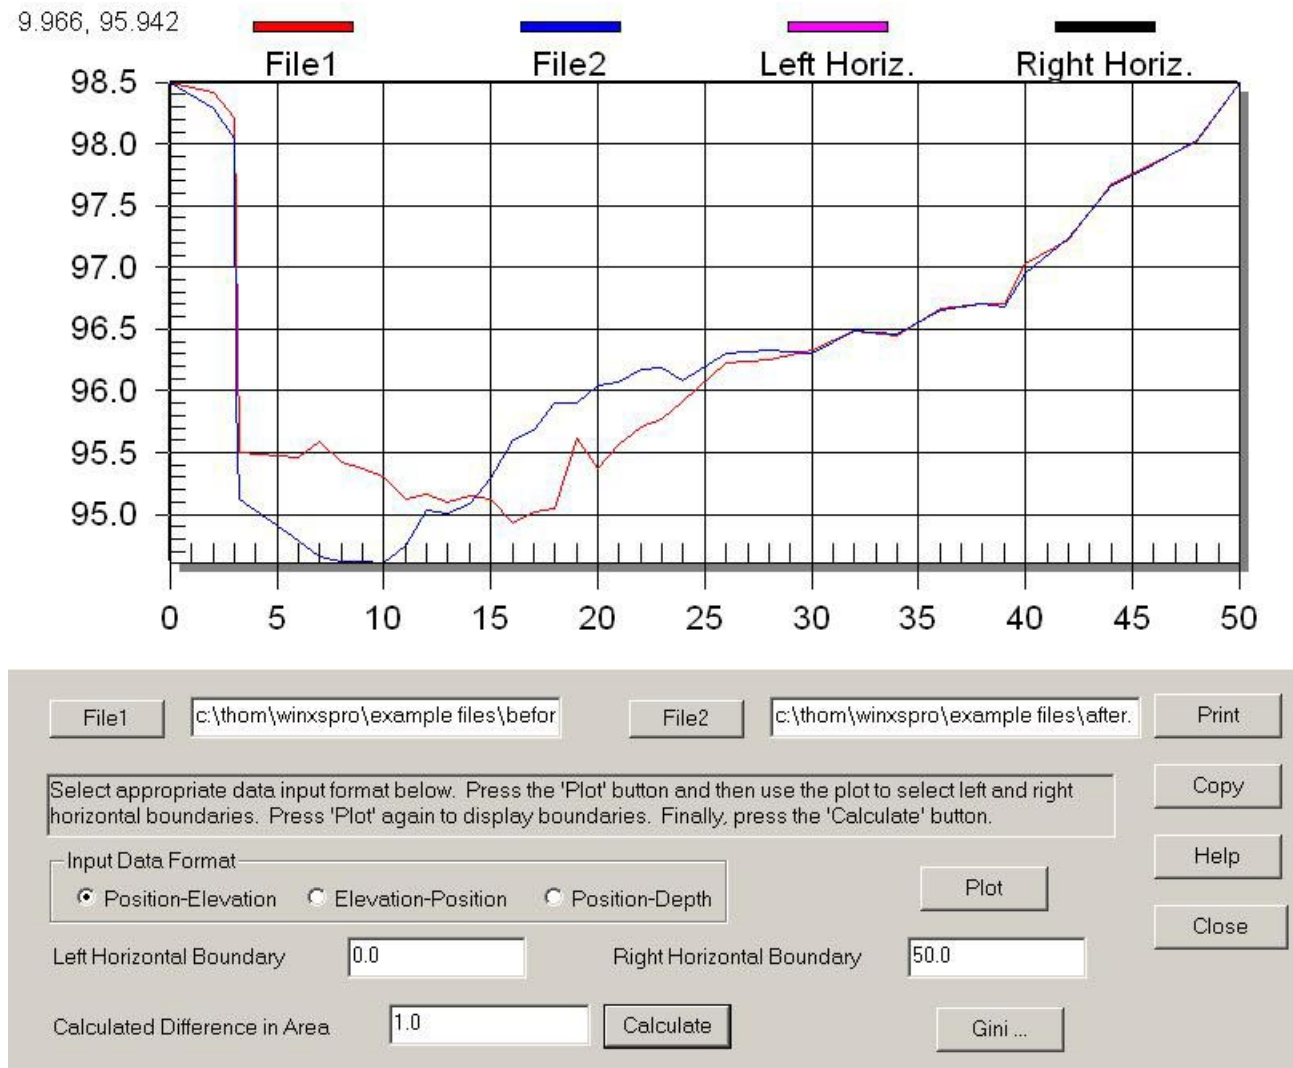 9.966, 95.942
File1 File2 Left Horiz. Right Horiz.
98.5
98.0
97.5
97.0
96.5
96.0
95.5
95.0
0 5 10 15 20 25 30 35 40 45 50
File1 c:\thom\winxspro\example files\befor File2 c:\thom\winxspro\example files\after. Print
Select appropriate data input format below. Press the 'Plot' button and then use the plot to select left and right
horizontal boundaries. Press 'Plot' again to display boundaries. Finally, press the 'Calculate' button.
Copy
Input Data Format
Help
Position-Elevation Elevation-Position Position-Depth Plot
Close
Left Horizontal Boundary 0.0 Right Horizontal Boundary 50.0
Calculated Difference in Area 1.0 Calculate Gini ...